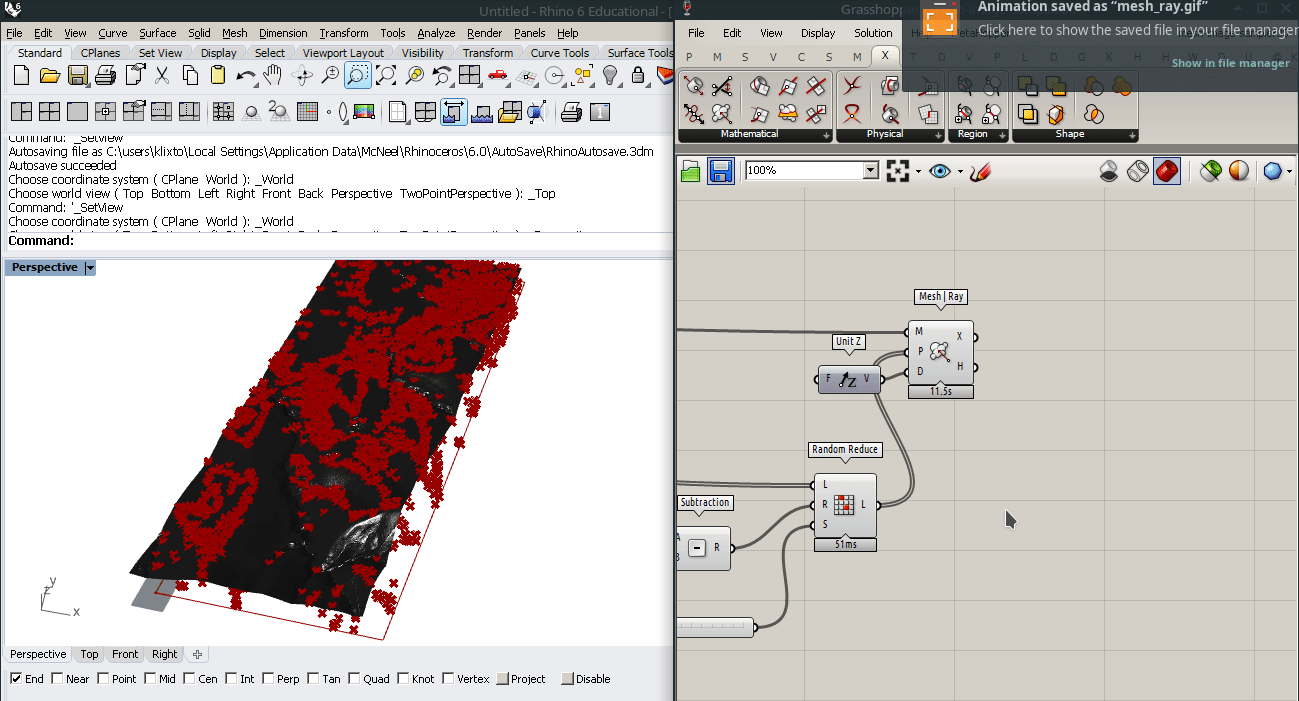 Untitled - Rhino 6 Educational - [
File Edit View Curve Surface Solid Mesh Dimension Transform Tools Analyze Render Panels Help
Standard CPlanes Set View Display Select Viewport Layout Visibility Transform Curve Tools Surface Tools
Autosaving file as C:\users\klixto\Local Settings\Application Data\McNeel\Rhinoceros\6.0\AutoSave\RhinoAutosave.3dm
Autosave succeeded
Choose coordinate system ( CPlane World ): _World
Choose world view ( Top Bottom Left Right Front Back Perspective TwoPointPerspective ): _Top
Command: '_SetView
Choose coordinate system ( CPlane World ): _World
Command:
Perspective
y
z
x
Perspective Top Front Right
End Near Point Mid Cen Int Perp Tan Quad Knot Vertex Project Disable
Animation saved as “mesh_ray.gif”
Click here to show the saved file in your file manager
Show in file manager
File Edit View Display Solution
P M S V C S M X
Mathematical Physical Region Shape
100%
Mesh | Ray
M X
P
D H
11.5s
Unit Z
F Z V
Random Reduce
L
R L
S
51ms
Subtraction
A
B R